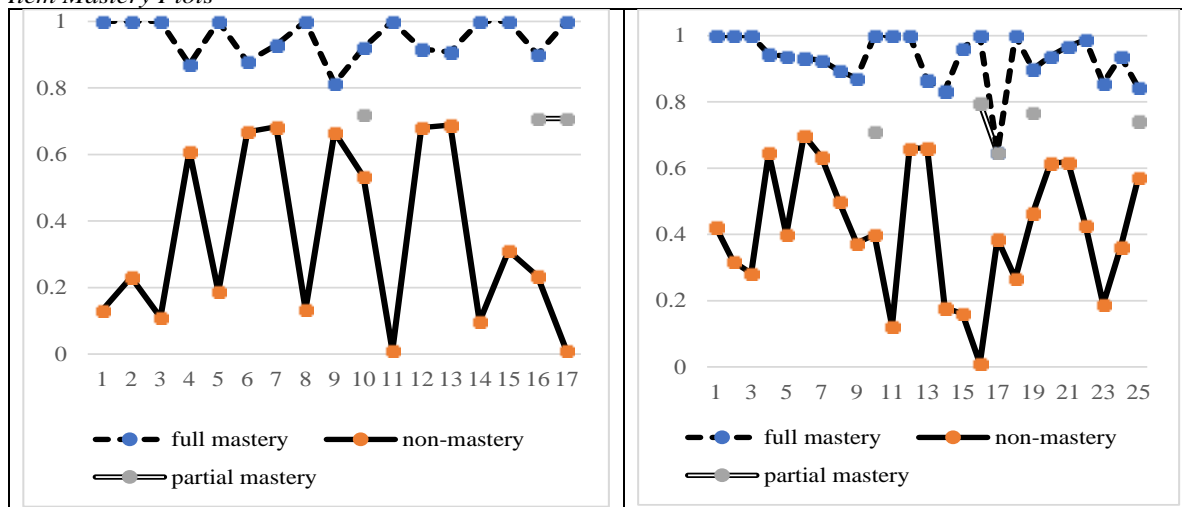 Item Mastery Plots
1
0.8
0.6
0.4
0.2
0
1 2 3 4 5 6 7 8 9 10 11 12 13 14 15 16 17
full mastery non-mastery
partial mastery
1
0.8
0.6
0.4
0.2
0
1 3 5 7 9 11 13 15 17 19 21 23 25
full mastery non-mastery
partial mastery